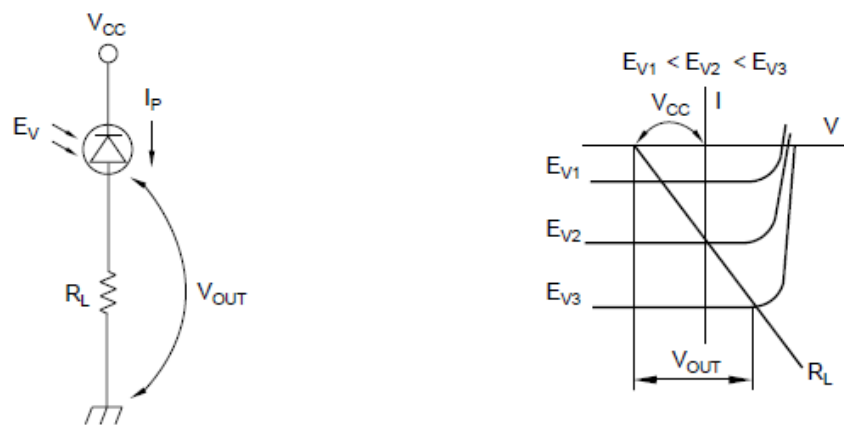 V_CC
I_P
E_V
R_L
V_OUT
E_V1 < E_V2 < E_V3
V_CC
I
V
E_V1
E_V2
E_V3
V_OUT
R_L